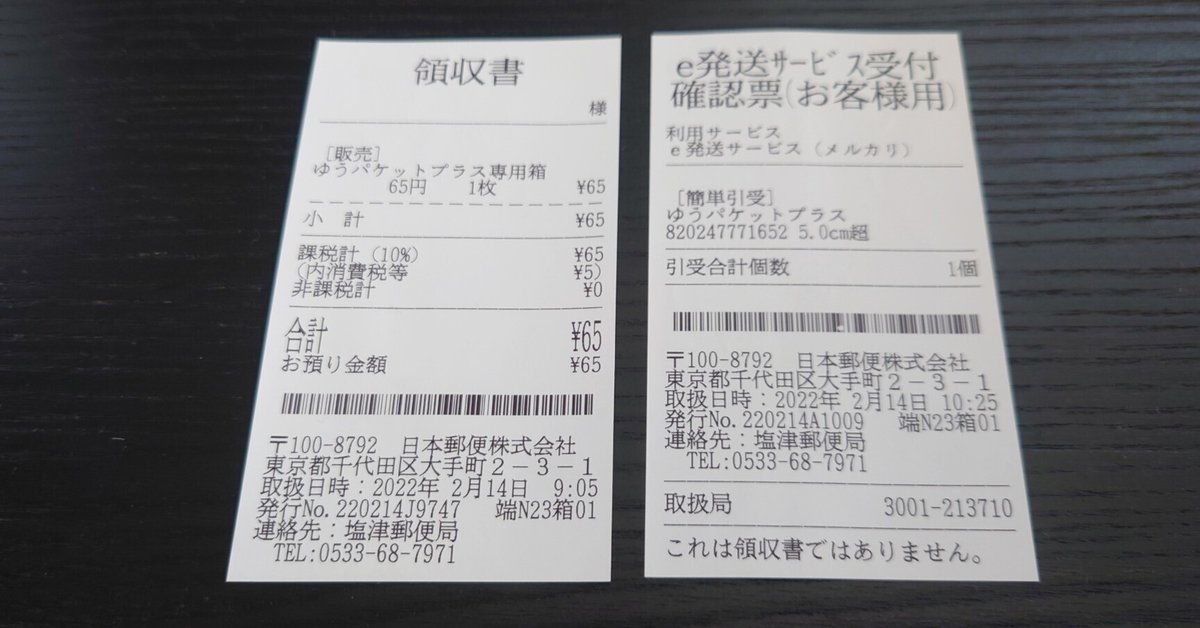 領収書
様
[販売]
ゆうパケットプラス専用箱
65円 1枚 ¥65
小 計 ¥65
課税計(10%) ¥65
(内消費税等 ¥5)
非課税計 ¥0
合計 ¥65
お預り金額 ¥65
〒100-8792 日本郵便株式会社
東京都千代田区大手町2-3-1
取扱日時:2022年 2月14日 9:05
発行No.220214J9747 端N23箱01
連絡先:塩津郵便局
TEL:0533-68-7971
e発送サービス受付
確認票(お客様用)
利用サービス
e発送サービス(メルカリ)
[簡単引受]
ゆうパケットプラス
820247771652 5.0cm超
引受合計個数 1個
〒100-8792 日本郵便株式会社
東京都千代田区大手町2-3-1
取扱日時:2022年 2月14日 10:25
発行No.220214A1009 端N23箱01
連絡先:塩津郵便局
TEL:0533-68-7971
取扱局 3001-213710
これは領収書ではありません。